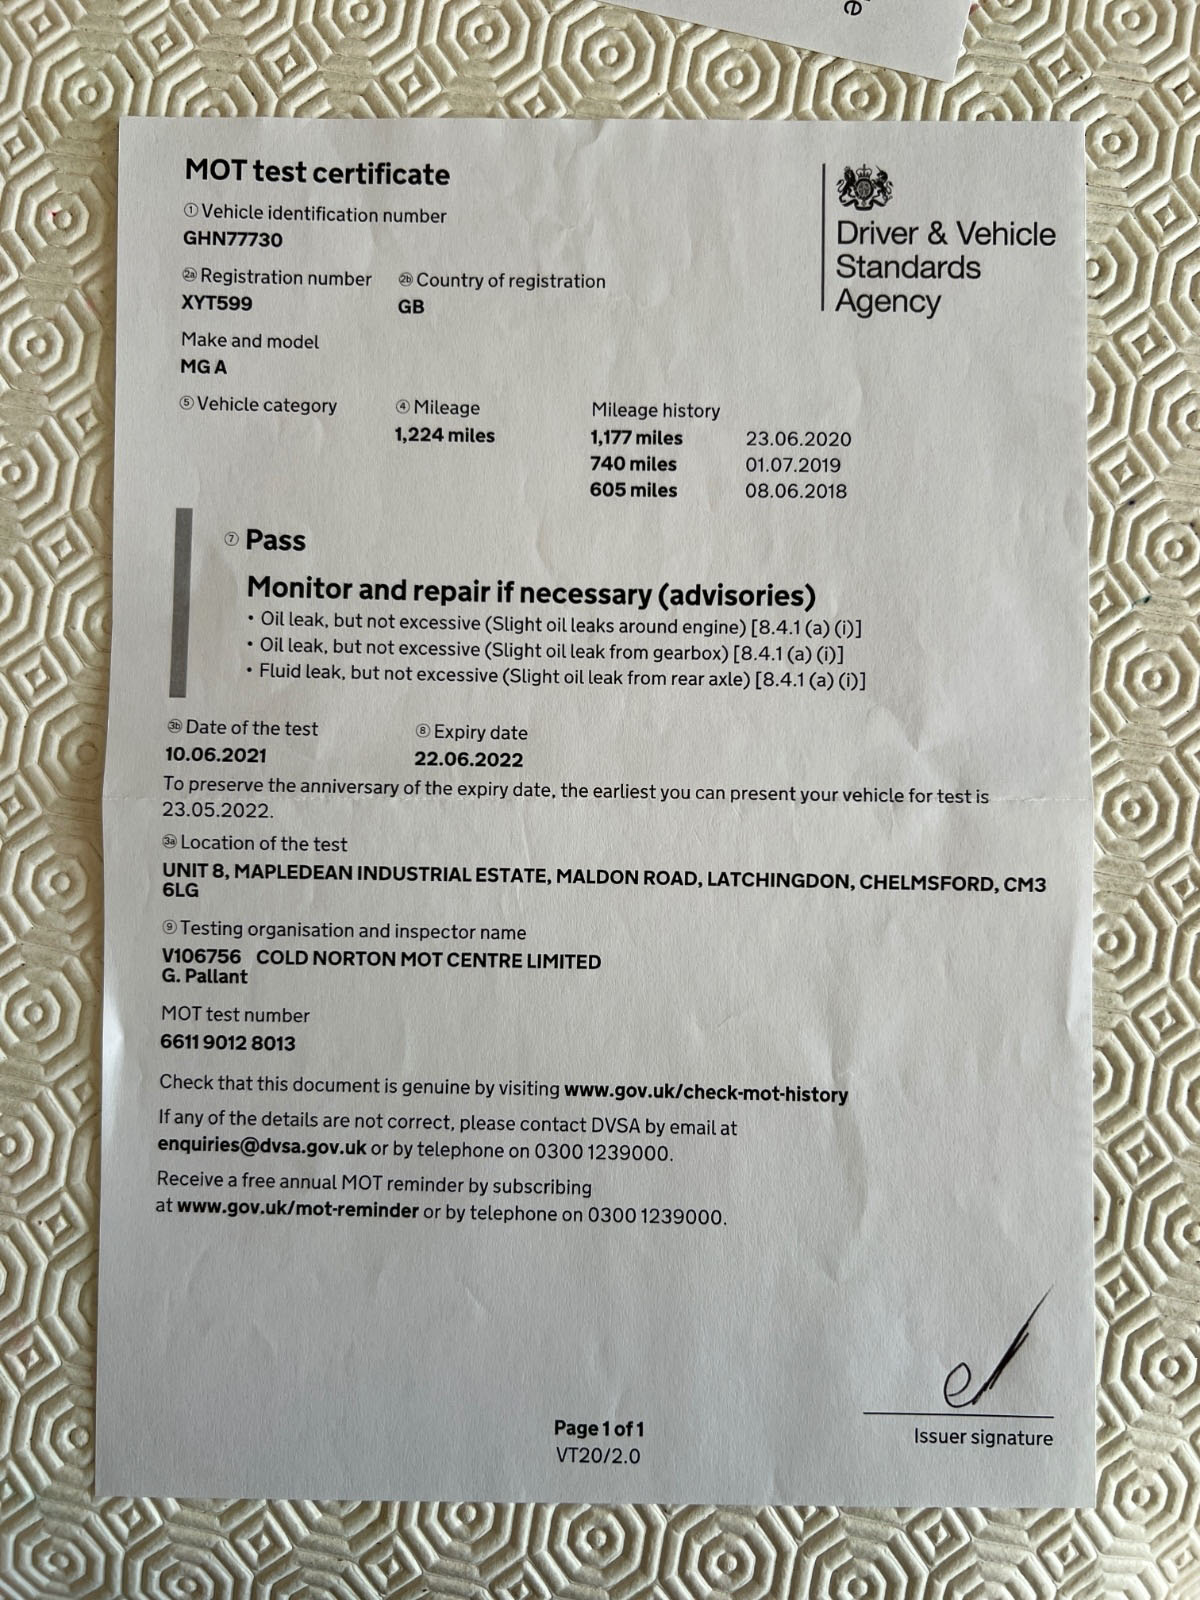 e
MOT test certificate
① Vehicle identification number
GHN77730
2a Registration number 2b Country of registration
XYT599 GB
Make and model
MG A
⑤ Vehicle category ④ Mileage Mileage history
1,224 miles 1,177 miles 23.06.2020
740 miles 01.07.2019
605 miles 08.06.2018
Driver & Vehicle
Standards
Agency
⑦ Pass
Monitor and repair if necessary (advisories)
• Oil leak, but not excessive (Slight oil leaks around engine) [8.4.1 (a) (i)]
• Oil leak, but not excessive (Slight oil leak from gearbox) [8.4.1 (a) (i)]
• Fluid leak, but not excessive (Slight oil leak from rear axle) [8.4.1 (a) (i)]
3b Date of the test ⑧ Expiry date
10.06.2021 22.06.2022
To preserve the anniversary of the expiry date, the earliest you can present your vehicle for test is
23.05.2022.
3a Location of the test
UNIT 8, MAPLEDEAN INDUSTRIAL ESTATE, MALDON ROAD, LATCHINGDON, CHELMSFORD, CM3
6LG
⑨ Testing organisation and inspector name
V106756 COLD NORTON MOT CENTRE LIMITED
G. Pallant
MOT test number
6611 9012 8013
Check that this document is genuine by visiting www.gov.uk/check-mot-history
If any of the details are not correct, please contact DVSA by email at
enquiries@dvsa.gov.uk or by telephone on 0300 1239000.
Receive a free annual MOT reminder by subscribing
at www.gov.uk/mot-reminder or by telephone on 0300 1239000.
Issuer signature
Page 1 of 1
VT20/2.0